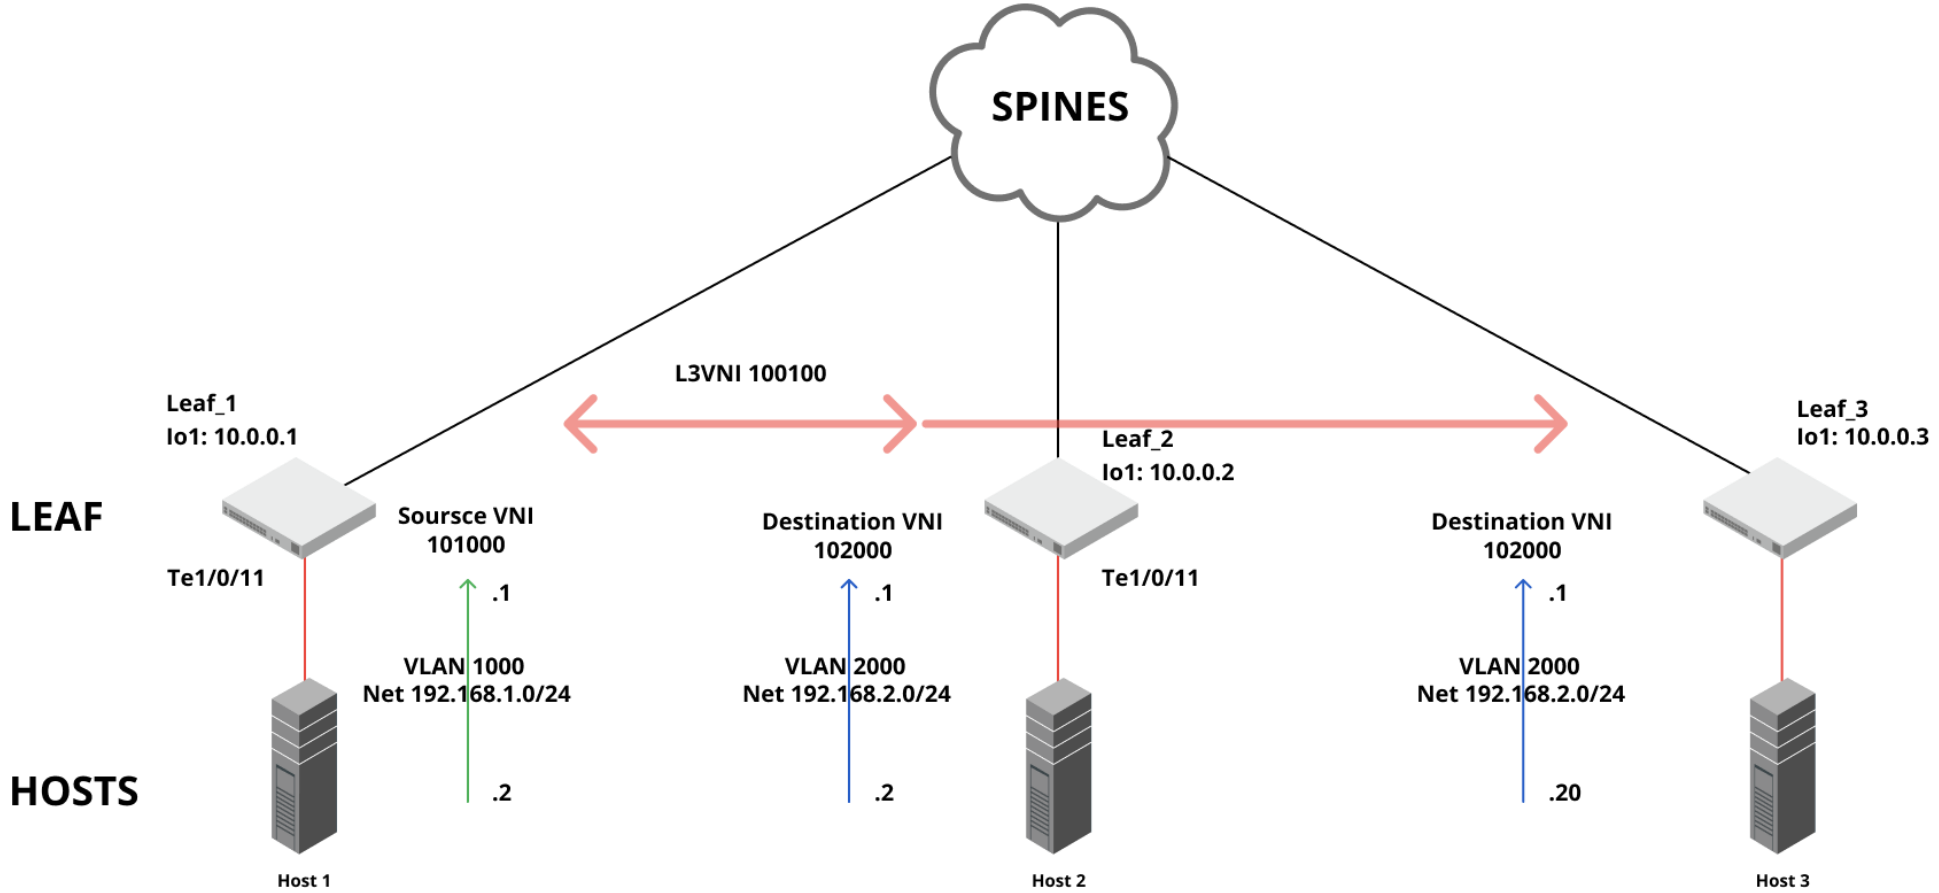 SPINES
L3VNI 100100
Leaf_1
lo1: 10.0.0.1
Leaf_2
lo1: 10.0.0.2
Leaf_3
lo1: 10.0.0.3
LEAF
Soursce VNI
101000
Destination VNI
102000
Destination VNI
102000
Te1/0/11
.1
.1
Te1/0/11
.1
VLAN 1000
Net 192.168.1.0/24
VLAN 2000
Net 192.168.2.0/24
VLAN 2000
Net 192.168.2.0/24
HOSTS
.2
.2
.20
Host 1
Host 2
Host 3